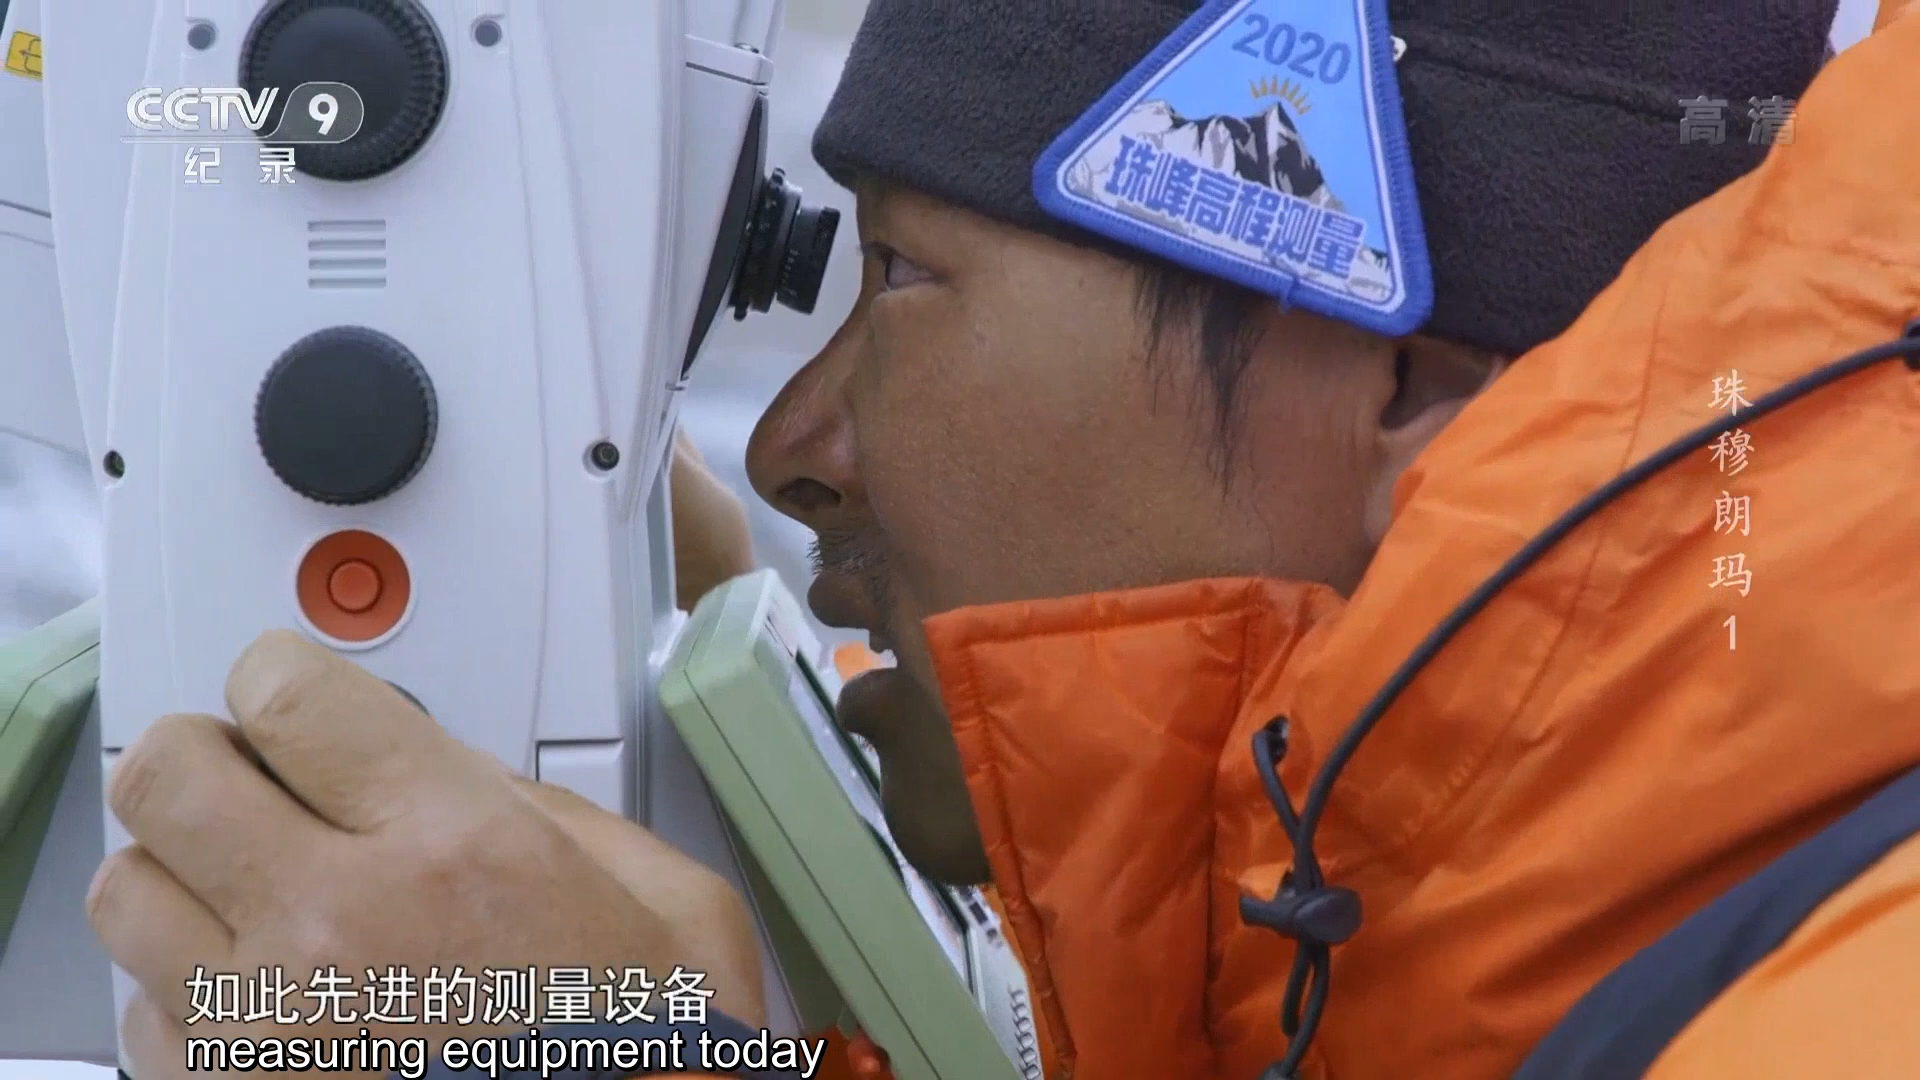 CCTV 9
纪 录
高 清
2020
珠峰高程测量
珠穆朗玛 1
如此先进的测量设备
measuring equipment today